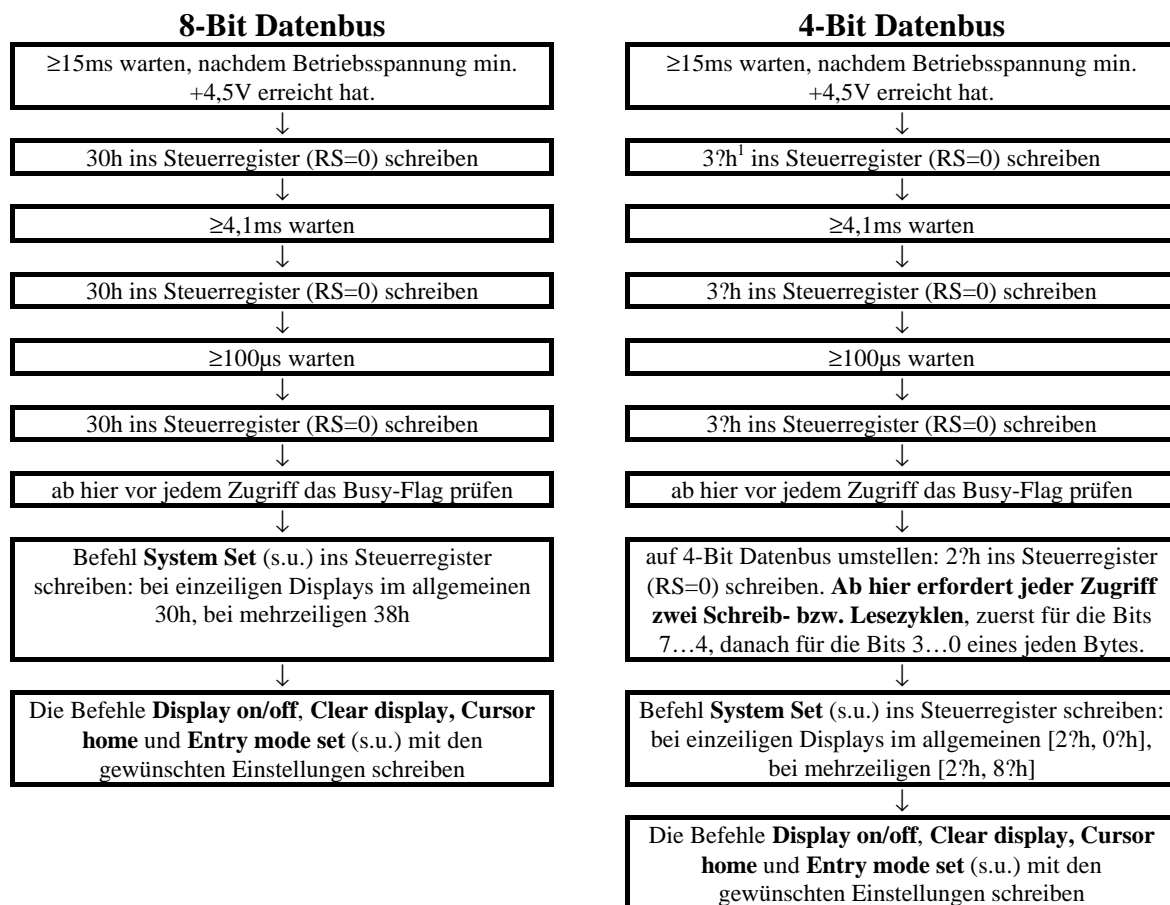 8-Bit Datenbus
≥15ms warten, nachdem Betriebsspannung min.
+4,5V erreicht hat.
↓
30h ins Steuerregister (RS=0) schreiben
↓
≥4,1ms warten
↓
30h ins Steuerregister (RS=0) schreiben
↓
≥100µs warten
↓
30h ins Steuerregister (RS=0) schreiben
↓
ab hier vor jedem Zugriff das Busy-Flag prüfen
↓
Befehl System Set (s.u.) ins Steuerregister
schreiben: bei einzeiligen Displays im allgemeinen
30h, bei mehrzeiligen 38h
↓
Die Befehle Display on/off, Clear display, Cursor
home und Entry mode set (s.u.) mit den
gewünschten Einstellungen schreiben
4-Bit Datenbus
≥15ms warten, nachdem Betriebsspannung min.
+4,5V erreicht hat.
↓
3?h¹ ins Steuerregister (RS=0) schreiben
↓
≥4,1ms warten
↓
3?h ins Steuerregister (RS=0) schreiben
↓
≥100µs warten
↓
3?h ins Steuerregister (RS=0) schreiben
↓
ab hier vor jedem Zugriff das Busy-Flag prüfen
↓
auf 4-Bit Datenbus umstellen: 2?h ins Steuerregister
(RS=0) schreiben. Ab hier erfordert jeder Zugriff
zwei Schreib- bzw. Lesezyklen, zuerst für die Bits
7…4, danach für die Bits 3…0 eines jeden Bytes.
↓
Befehl System Set (s.u.) ins Steuerregister schreiben:
bei einzeiligen Displays im allgemeinen [2?h, 0?h],
bei mehrzeiligen [2?h, 8?h]
↓
Die Befehle Display on/off, Clear display, Cursor
home und Entry mode set (s.u.) mit den
gewünschten Einstellungen schreiben